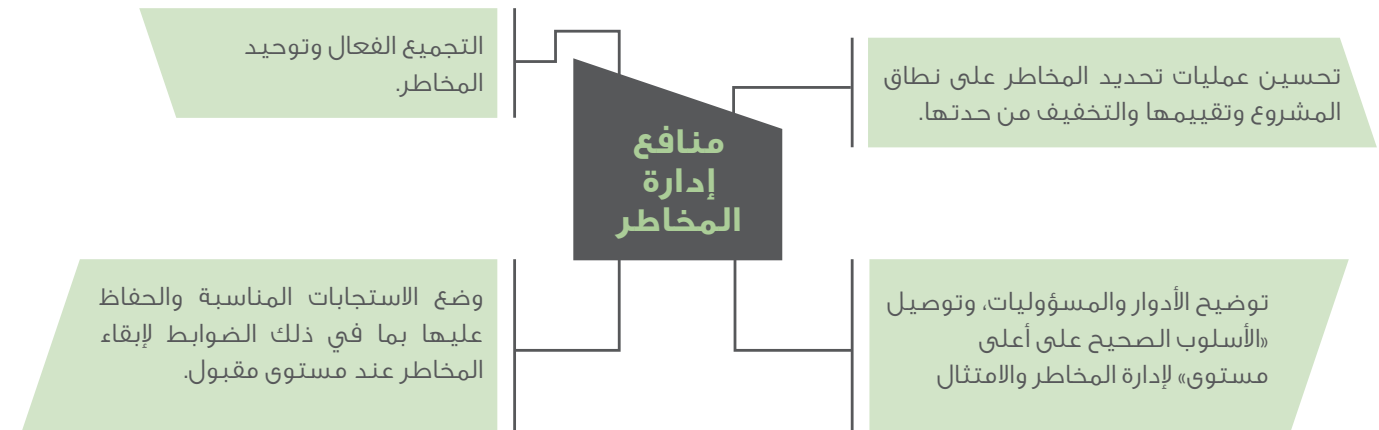 منافع
إدارة
المخاطر
تحسين عمليات تحديد المخاطر على نطاق
المشروع وتقييمها والتخفيف من حدتها.
التجميع الفعال وتوحيد
المخاطر.
توضيح الأدوار والمسؤوليات، وتوصيل
«الأسلوب الصحيح على أعلى
مستوى» لإدارة المخاطر والامتثال
وضع الاستجابات المناسبة والحفاظ
عليها بما في ذلك الضوابط لإبقاء
المخاطر عند مستوى مقبول.